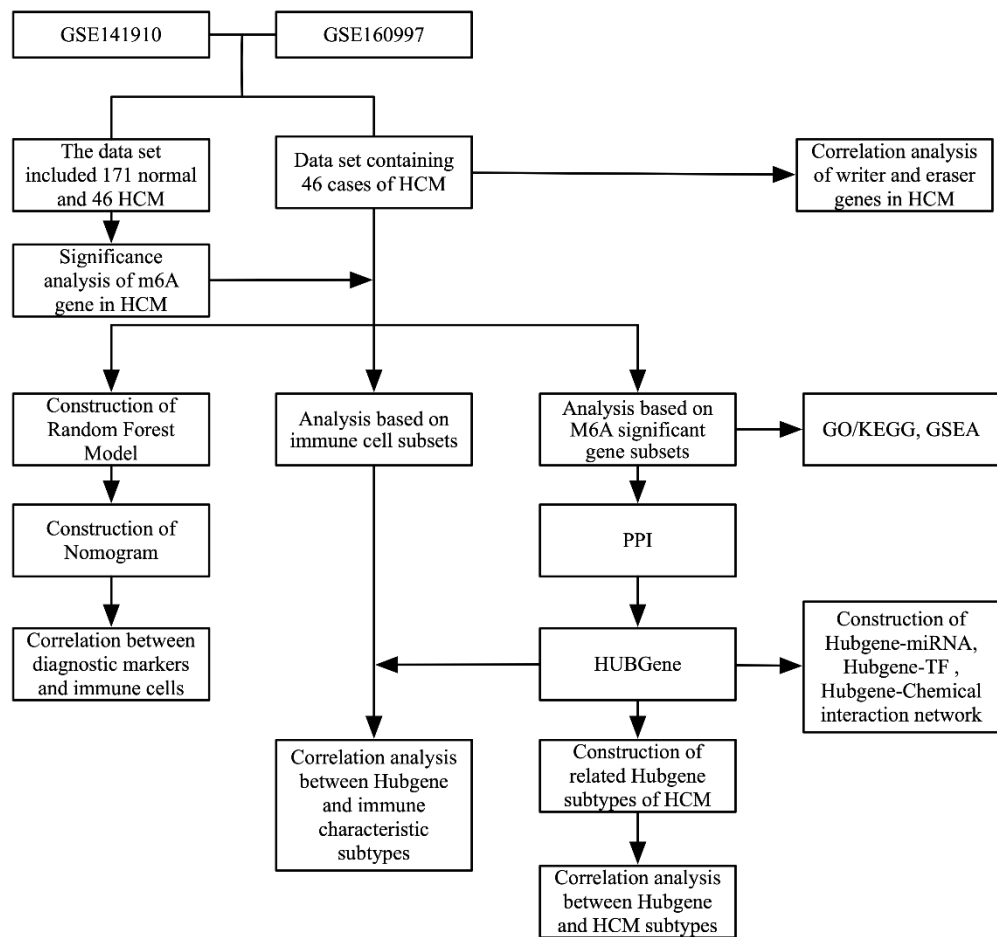 GSE141910
GSE160997
The data set
included 171 normal
and 46 HCM
Data set containing
46 cases of HCM
Correlation analysis
of writer and eraser
genes in HCM
Significance
analysis of m6A
gene in HCM
Construction of
Random Forest
Model
Analysis based on
immune cell subsets
Analysis based on
M6A significant
gene subsets
GO/KEGG, GSEA
Construction of
Nomogram
PPI
Correlation between
diagnostic markers
and immune cells
HUBGene
Construction of
Hubgene-miRNA,
Hubgene-TF ,
Hubgene-Chemical
interaction network
Correlation analysis
between Hubgene
and immune
characteristic
subtypes
Construction of
related Hubgene
subtypes of HCM
Correlation analysis
between Hubgene
and HCM subtypes